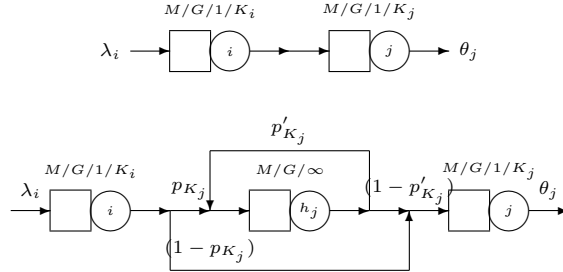 M/G/1/K_i M/G/1/K_j
λ_i i j θ_j
p'_{K_j}
M/G/1/K_i M/G/∞ M/G/1/K_j
λ_i p_{K_j} (1 − p'_{K_j}) θ_j
i h_j j
(1 − p_{K_j})